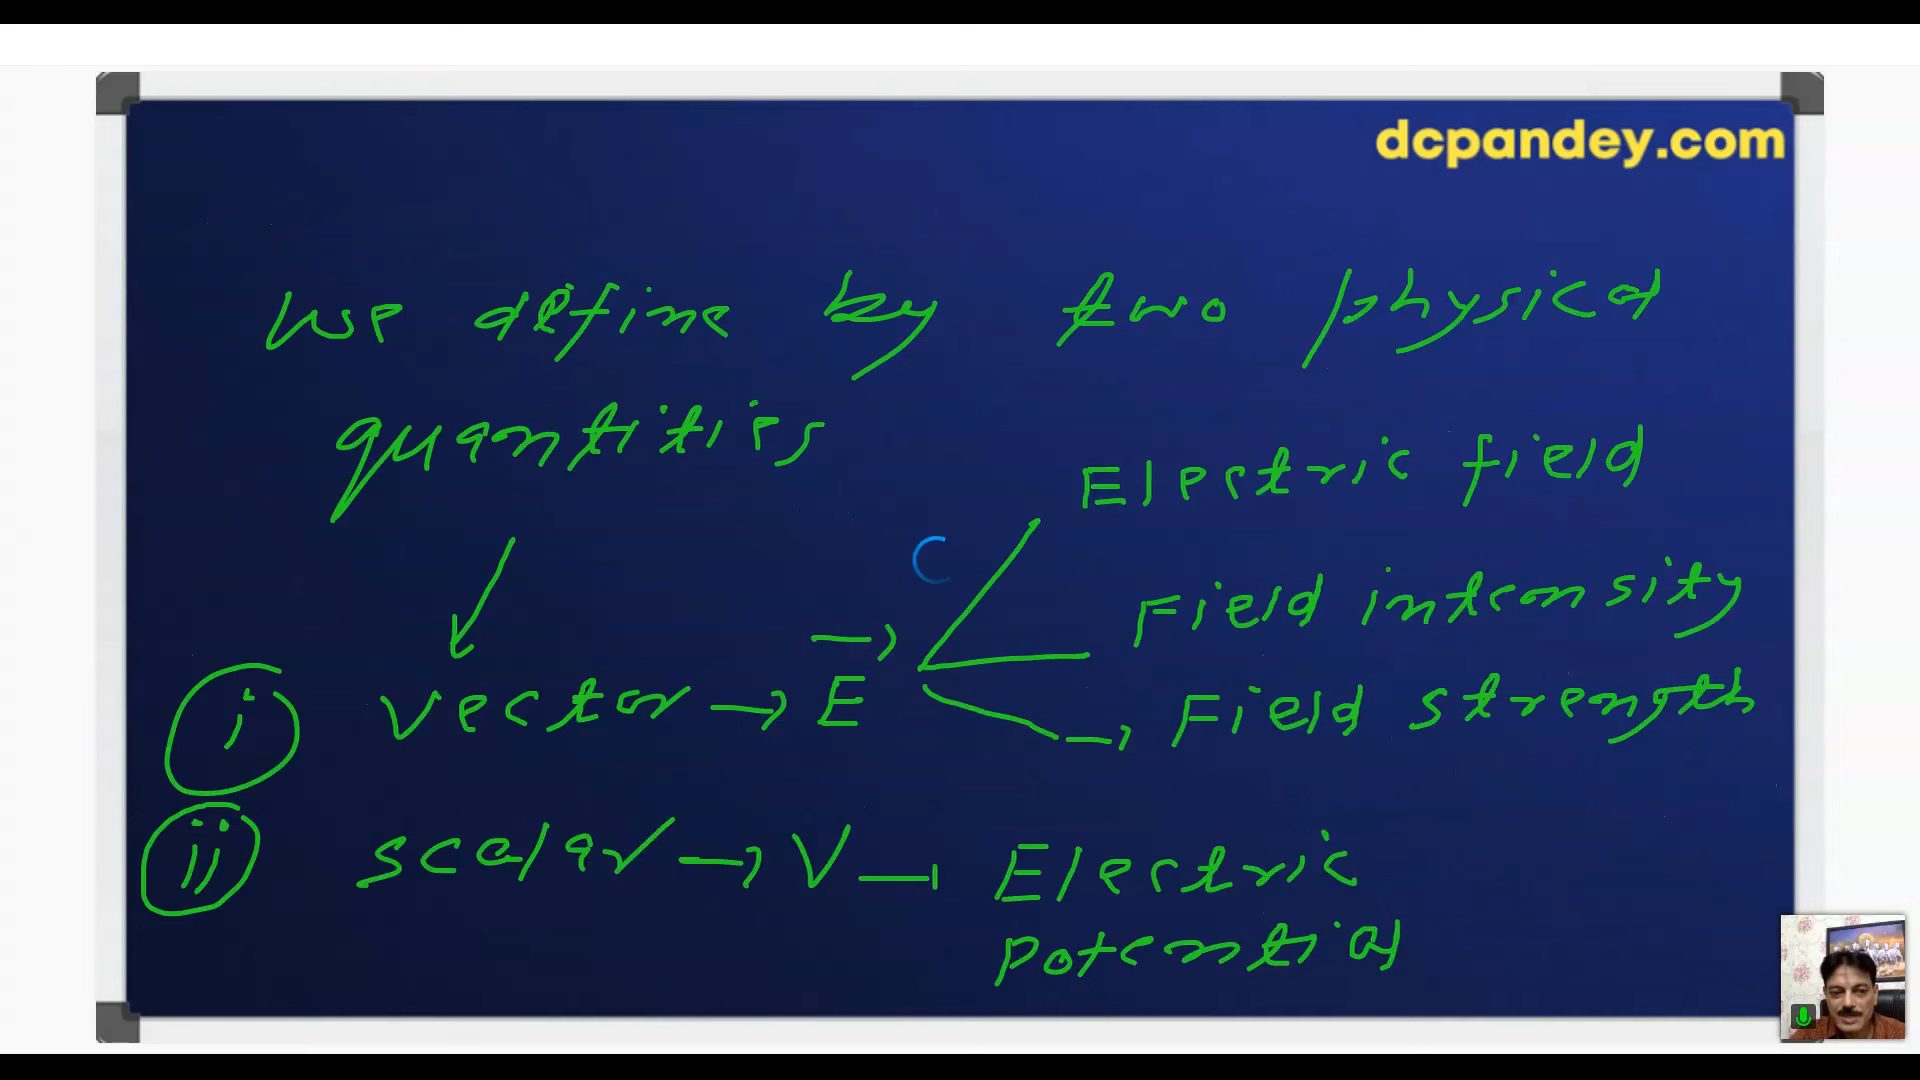 dcpandey.com
We define by two physical
quantities
Electric field
Field intensity
i vector → E → Field strength
ii scalar → V → Electric
potential